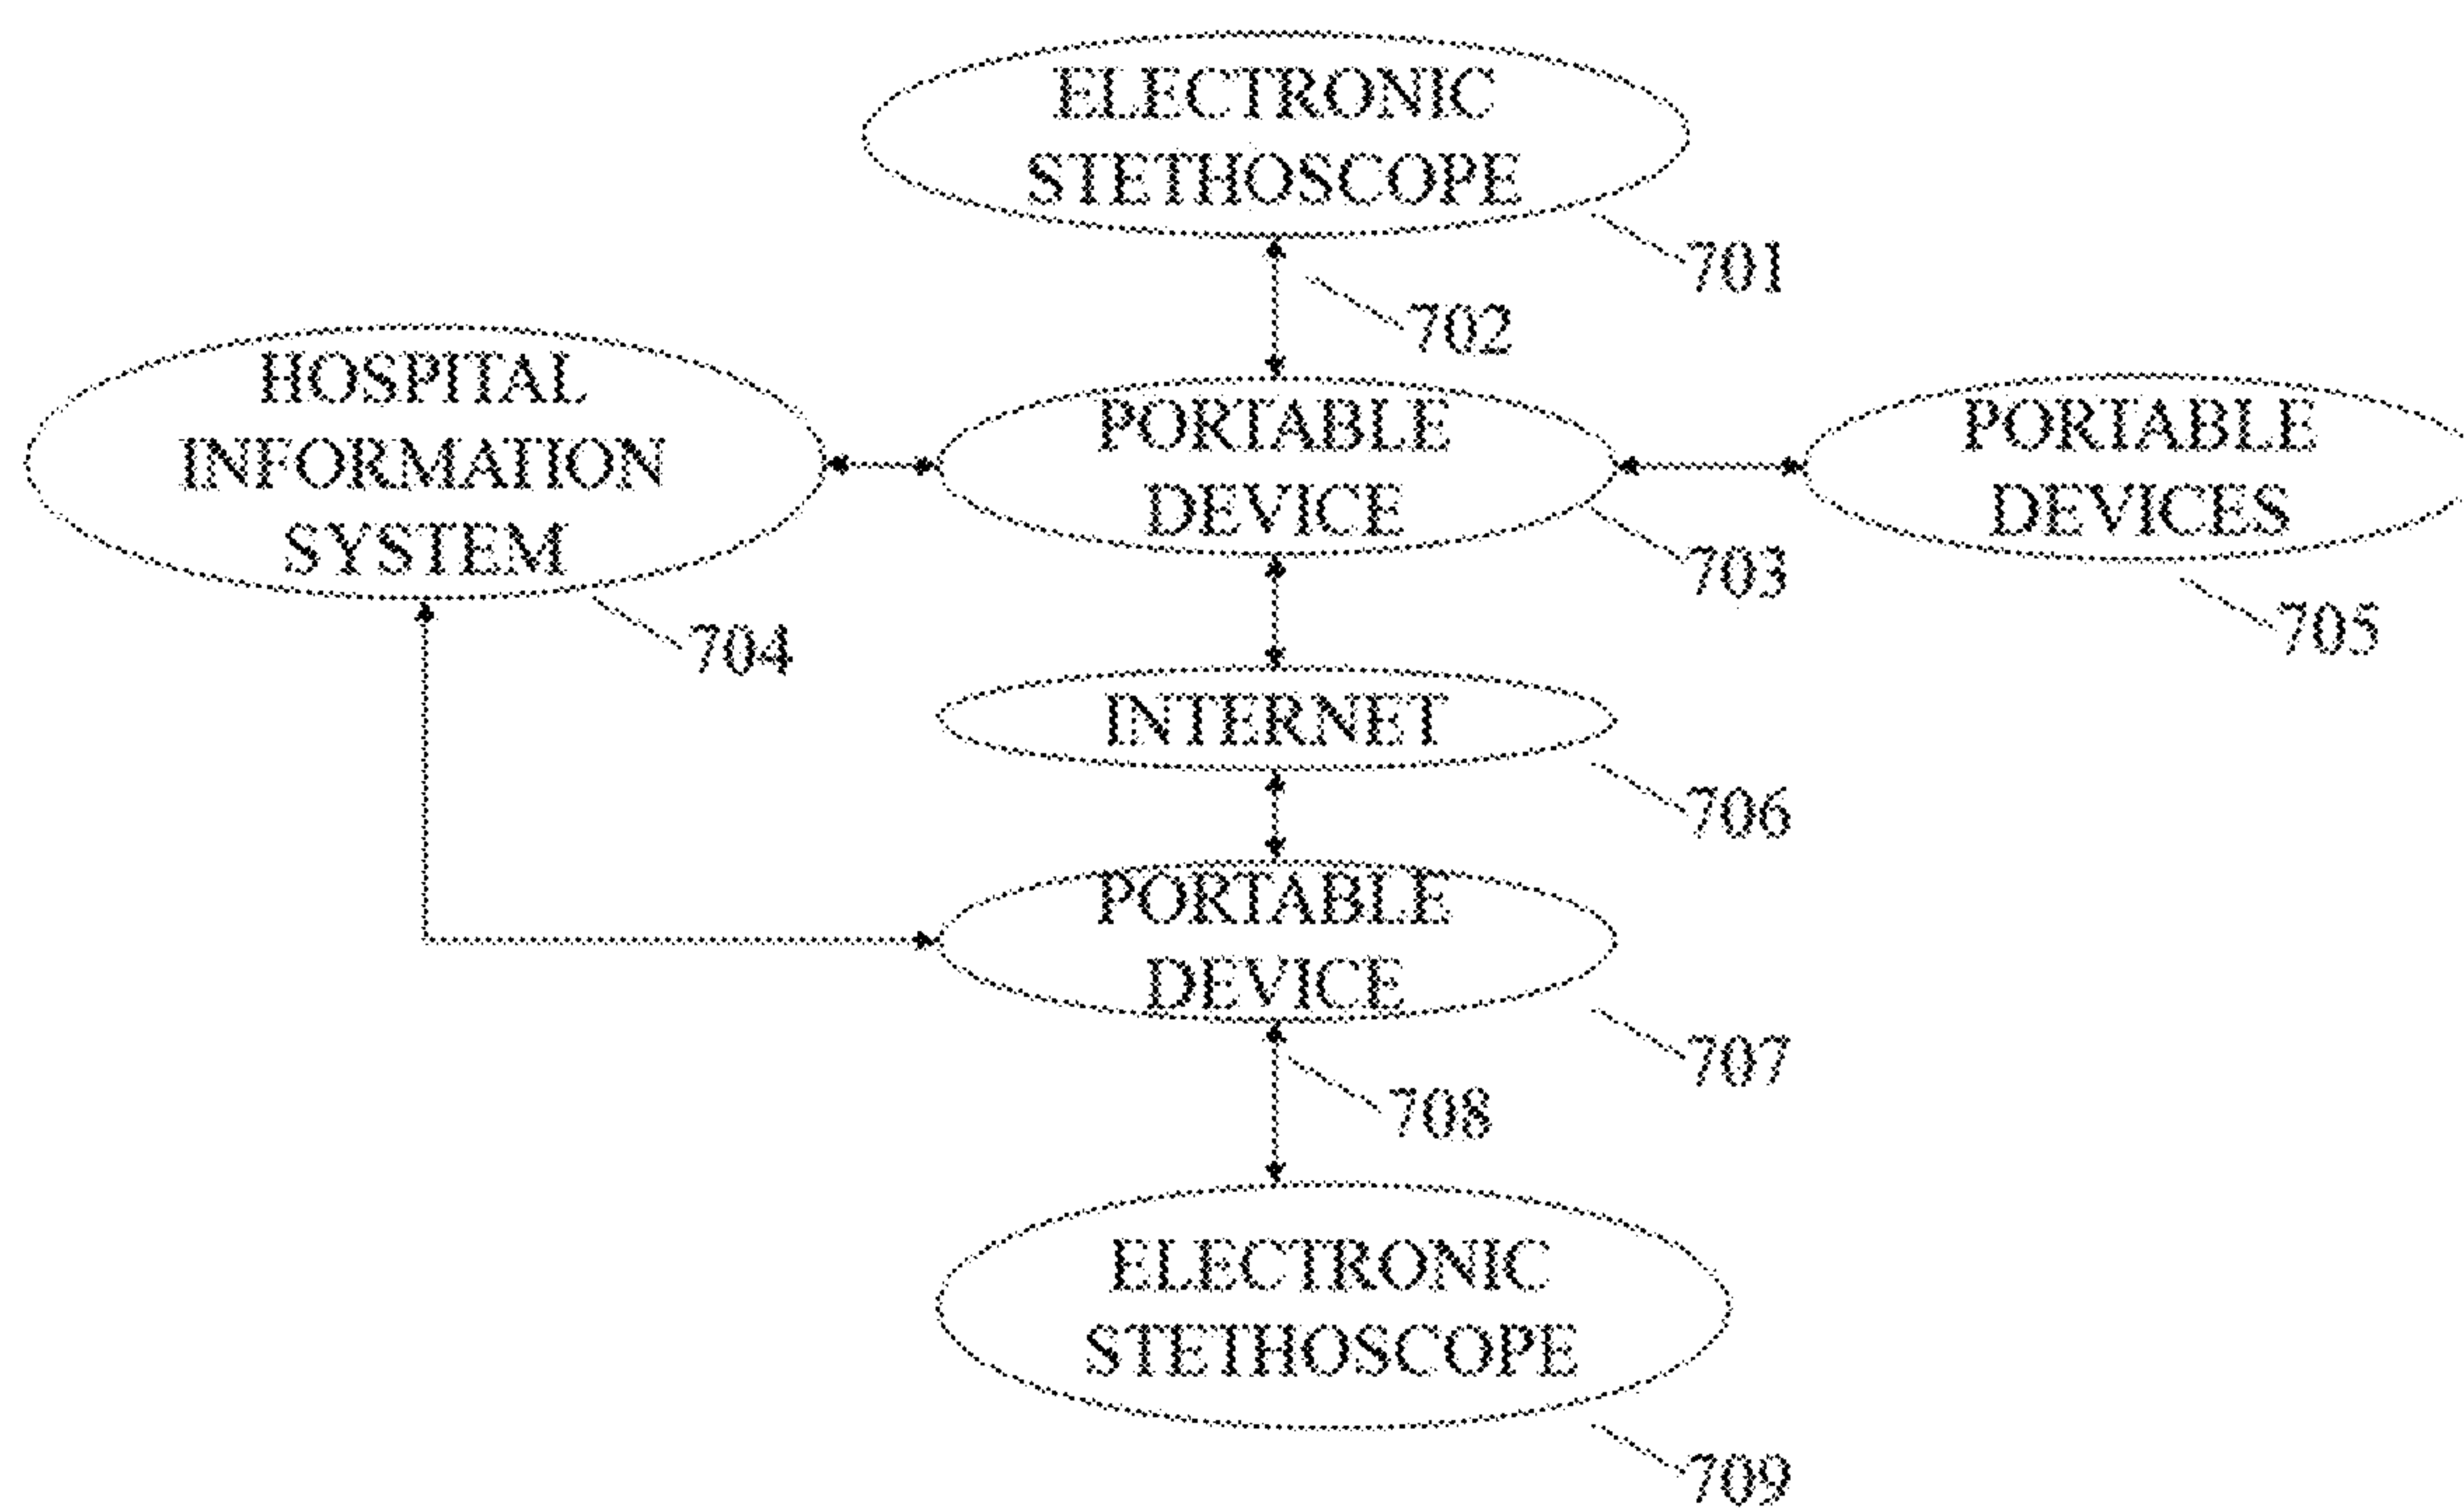 ELECTRONIC
STETHOSCOPE
701
702
HOSPITAL
INFORMATION
SYSTEM
704
PORTABLE
DEVICE
703
PORTABLE
DEVICES
705
INTERNET
706
PORTABLE
DEVICE
707
708
ELECTRONIC
STETHOSCOPE
709